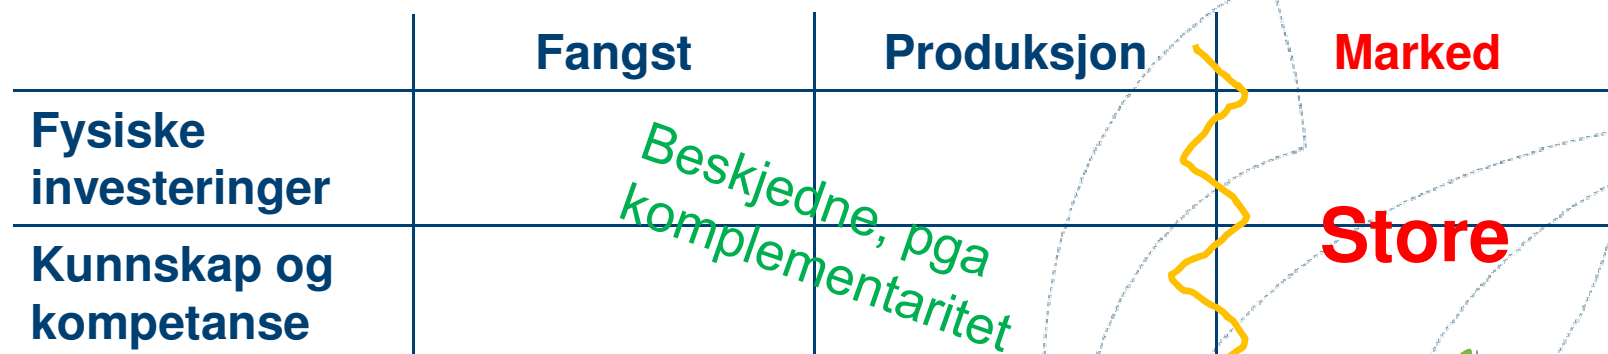 Fangst Produksjon Marked
Fysiske
investeringer
Beskjedne, pga
komplementaritet
Store
Kunnskap og
kompetanse